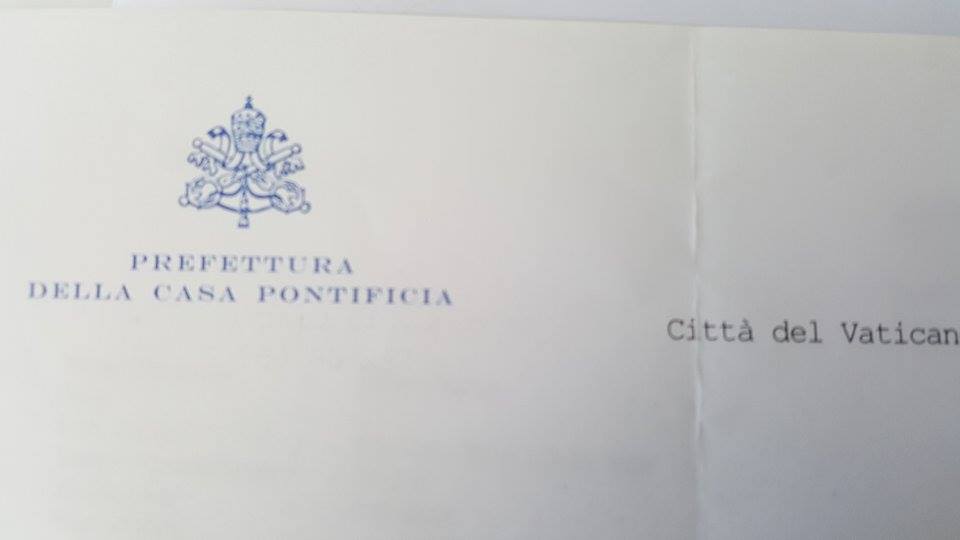 PREFETTURA
DELLA CASA PONTIFICIA
Città del Vatican